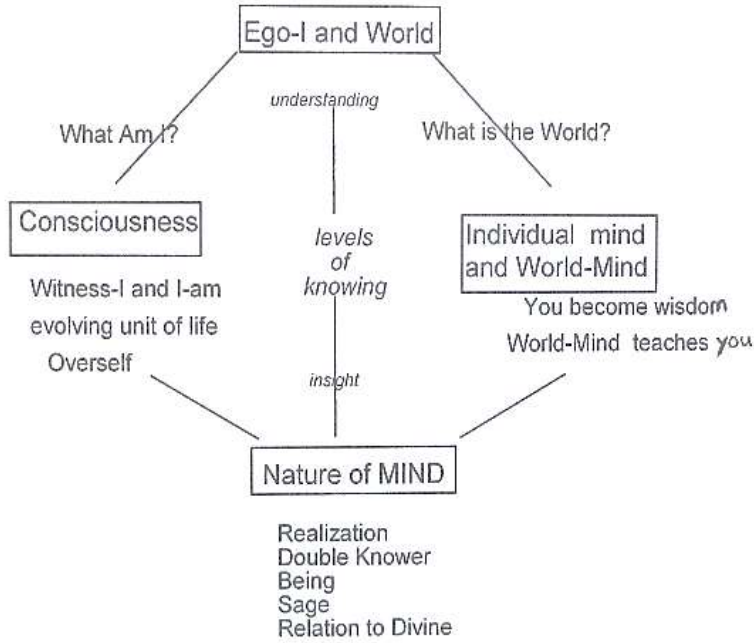 Ego-I and World
understanding
What Am I?
What is the World?
Consciousness
levels
of
knowing
Individual mind
and World-Mind
Witness-I and I-am
evolving unit of life
Overself
You become wisdom
World-Mind teaches you
insight
Nature of MIND
Realization
Double Knower
Being
Sage
Relation to Divine